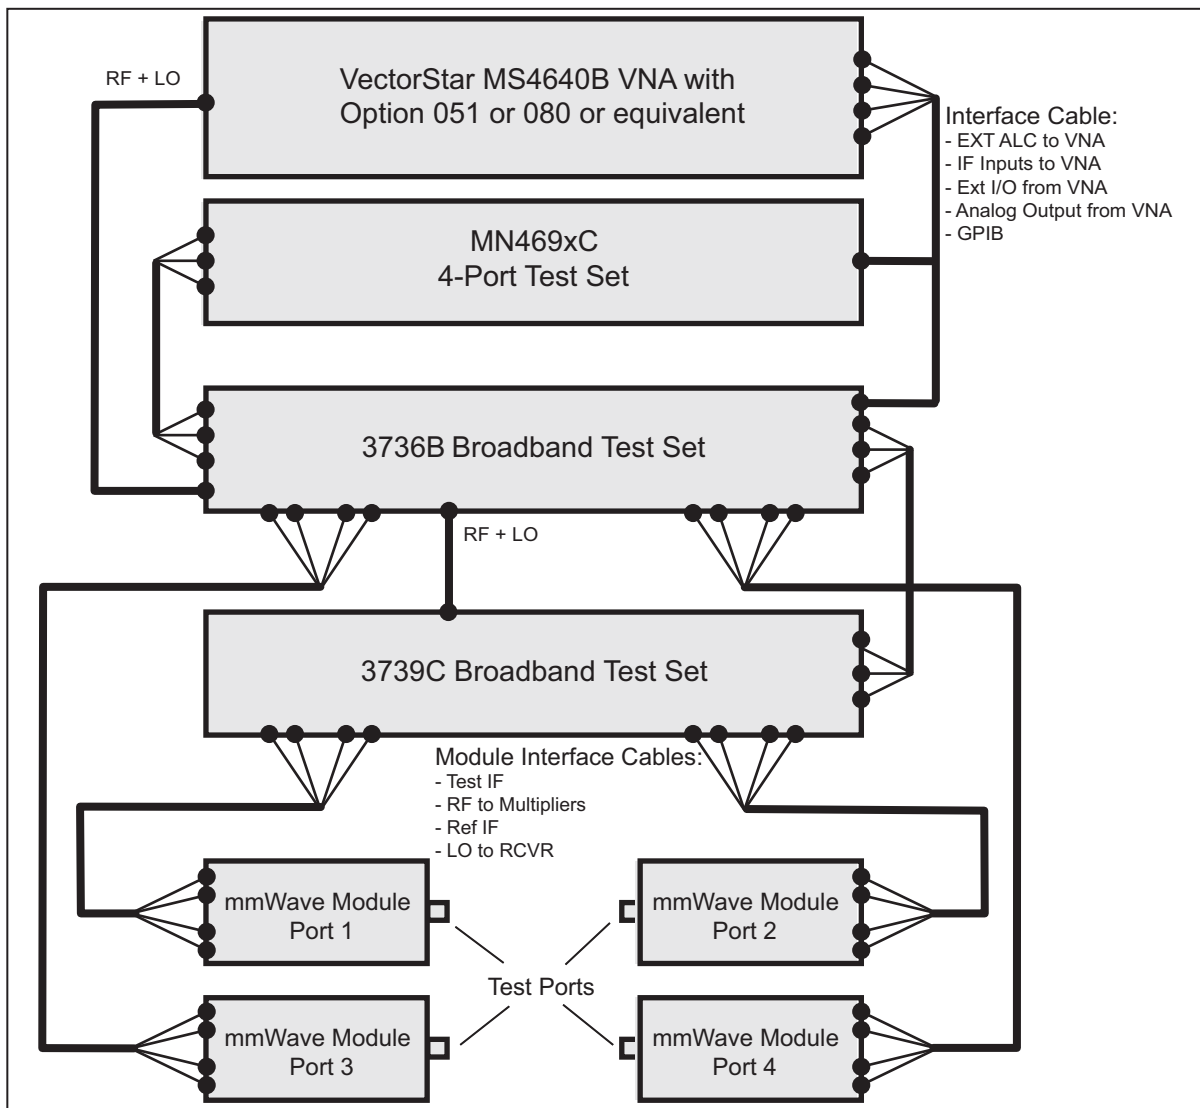 RF + LO
VectorStar MS4640B VNA with
Option 051 or 080 or equivalent
Interface Cable:
- EXT ALC to VNA
- IF Inputs to VNA
- Ext I/O from VNA
- Analog Output from VNA
- GPIB
MN469xC
4-Port Test Set
3736B Broadband Test Set
RF + LO
3739C Broadband Test Set
Module Interface Cables:
- Test IF
- RF to Multipliers
- Ref IF
- LO to RCVR
mmWave Module
Port 1
mmWave Module
Port 2
Test Ports
mmWave Module
Port 3
mmWave Module
Port 4